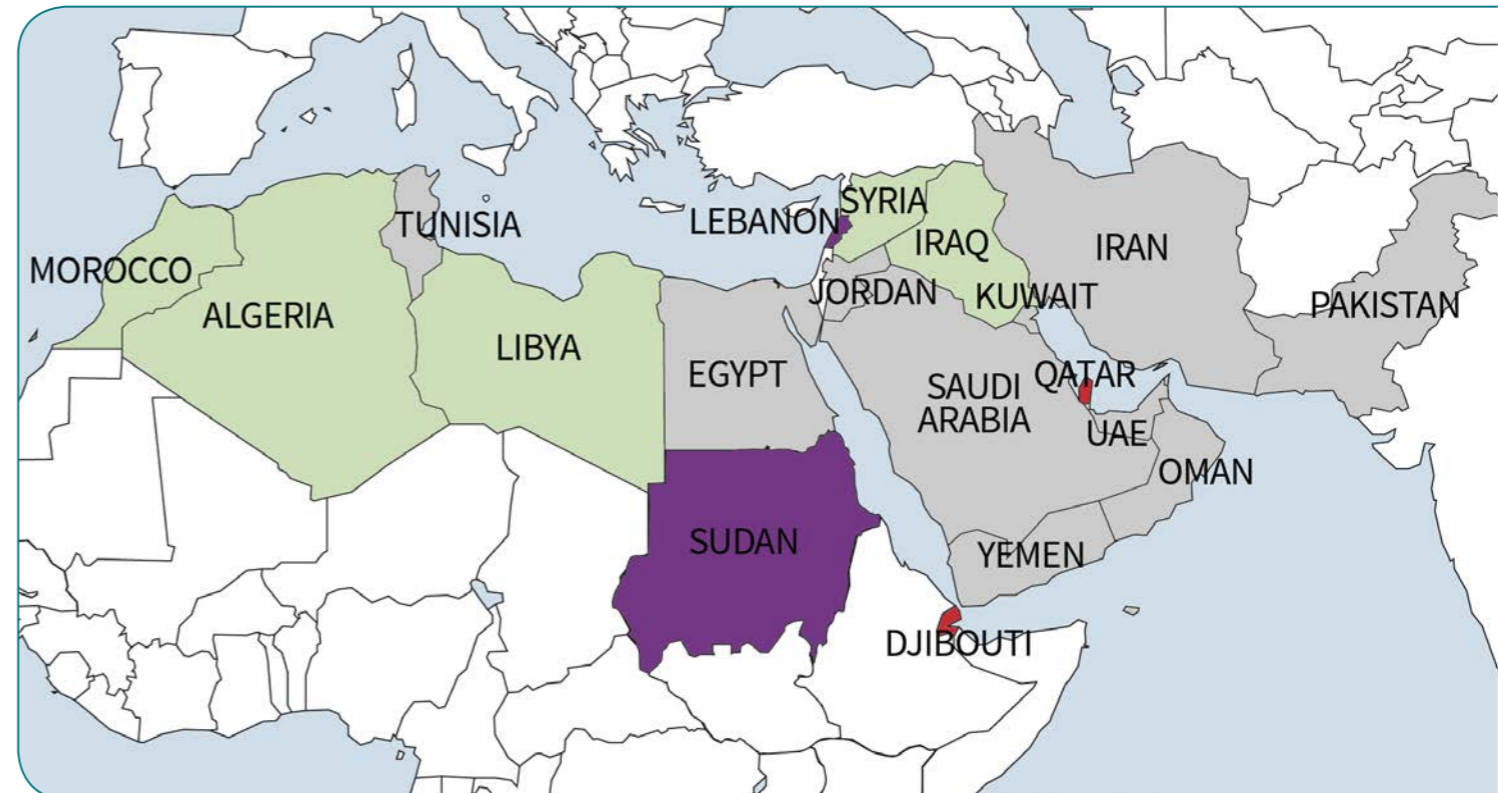 SYRIA
LEBANON
TUNISIA
IRAQ
IRAN
MOROCCO
JORDAN
KUWAIT
PAKISTAN
ALGERIA
LIBYA
EGYPT
QATAR
SAUDI
ARABIA
UAE
OMAN
SUDAN
YEMEN
DJIBOUTI